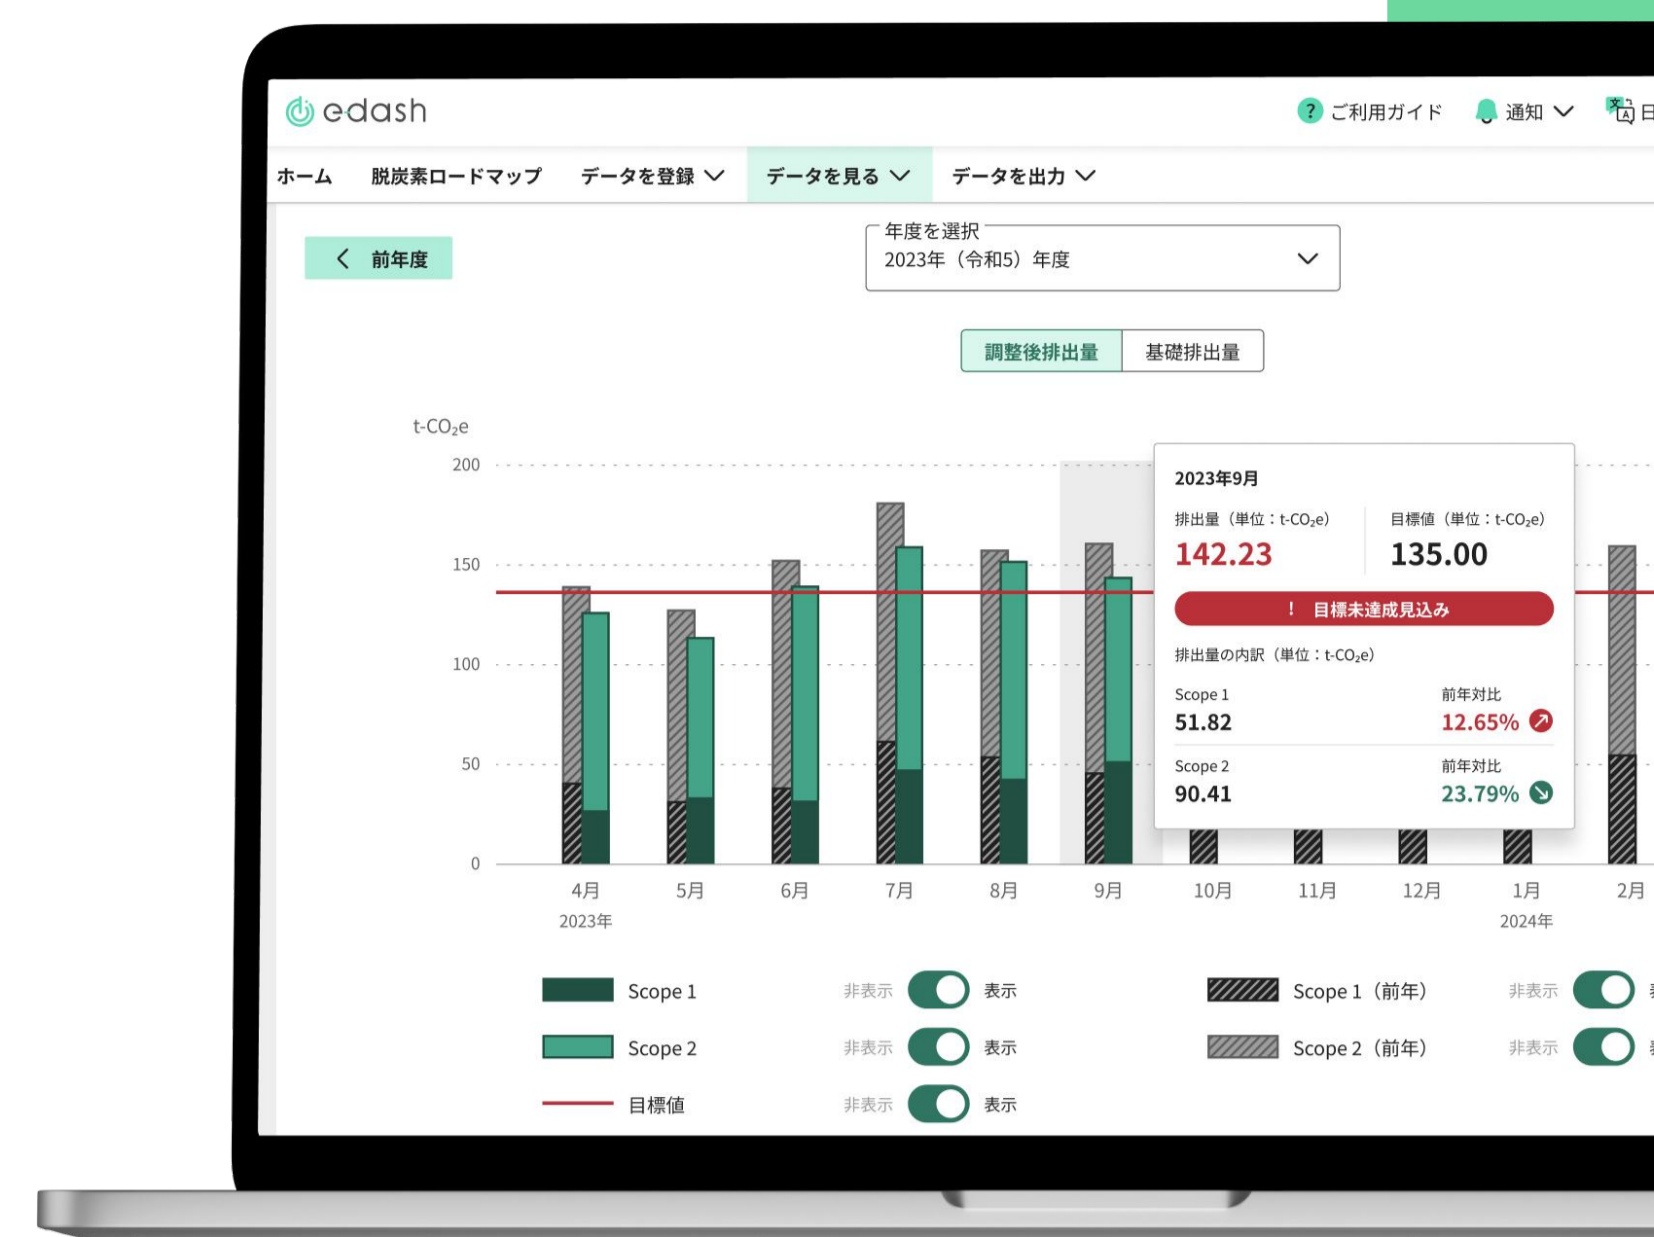 e-dash
? ご利用ガイド 通知 日
ホーム 脱炭素ロードマップ データを登録 データを見る データを出力
前年度
年度を選択
2023年（令和5）年度
調整後排出量 基礎排出量
t-CO₂e
200
150
100
50
0
2023年9月
排出量（単位：t-CO₂e） 目標値（単位：t-CO₂e）
142.23 135.00
! 目標未達成見込み
排出量の内訳（単位：t-CO₂e）
Scope 1 前年対比
51.82 12.65%
Scope 2 前年対比
90.41 23.79%
4月 5月 6月 7月 8月 9月 10月 11月 12月 1月 2月
2023年 2024年
Scope 1 非表示 表示 Scope 1（前年） 非表示
Scope 2 非表示 表示 Scope 2（前年） 非表示
目標値 非表示 表示